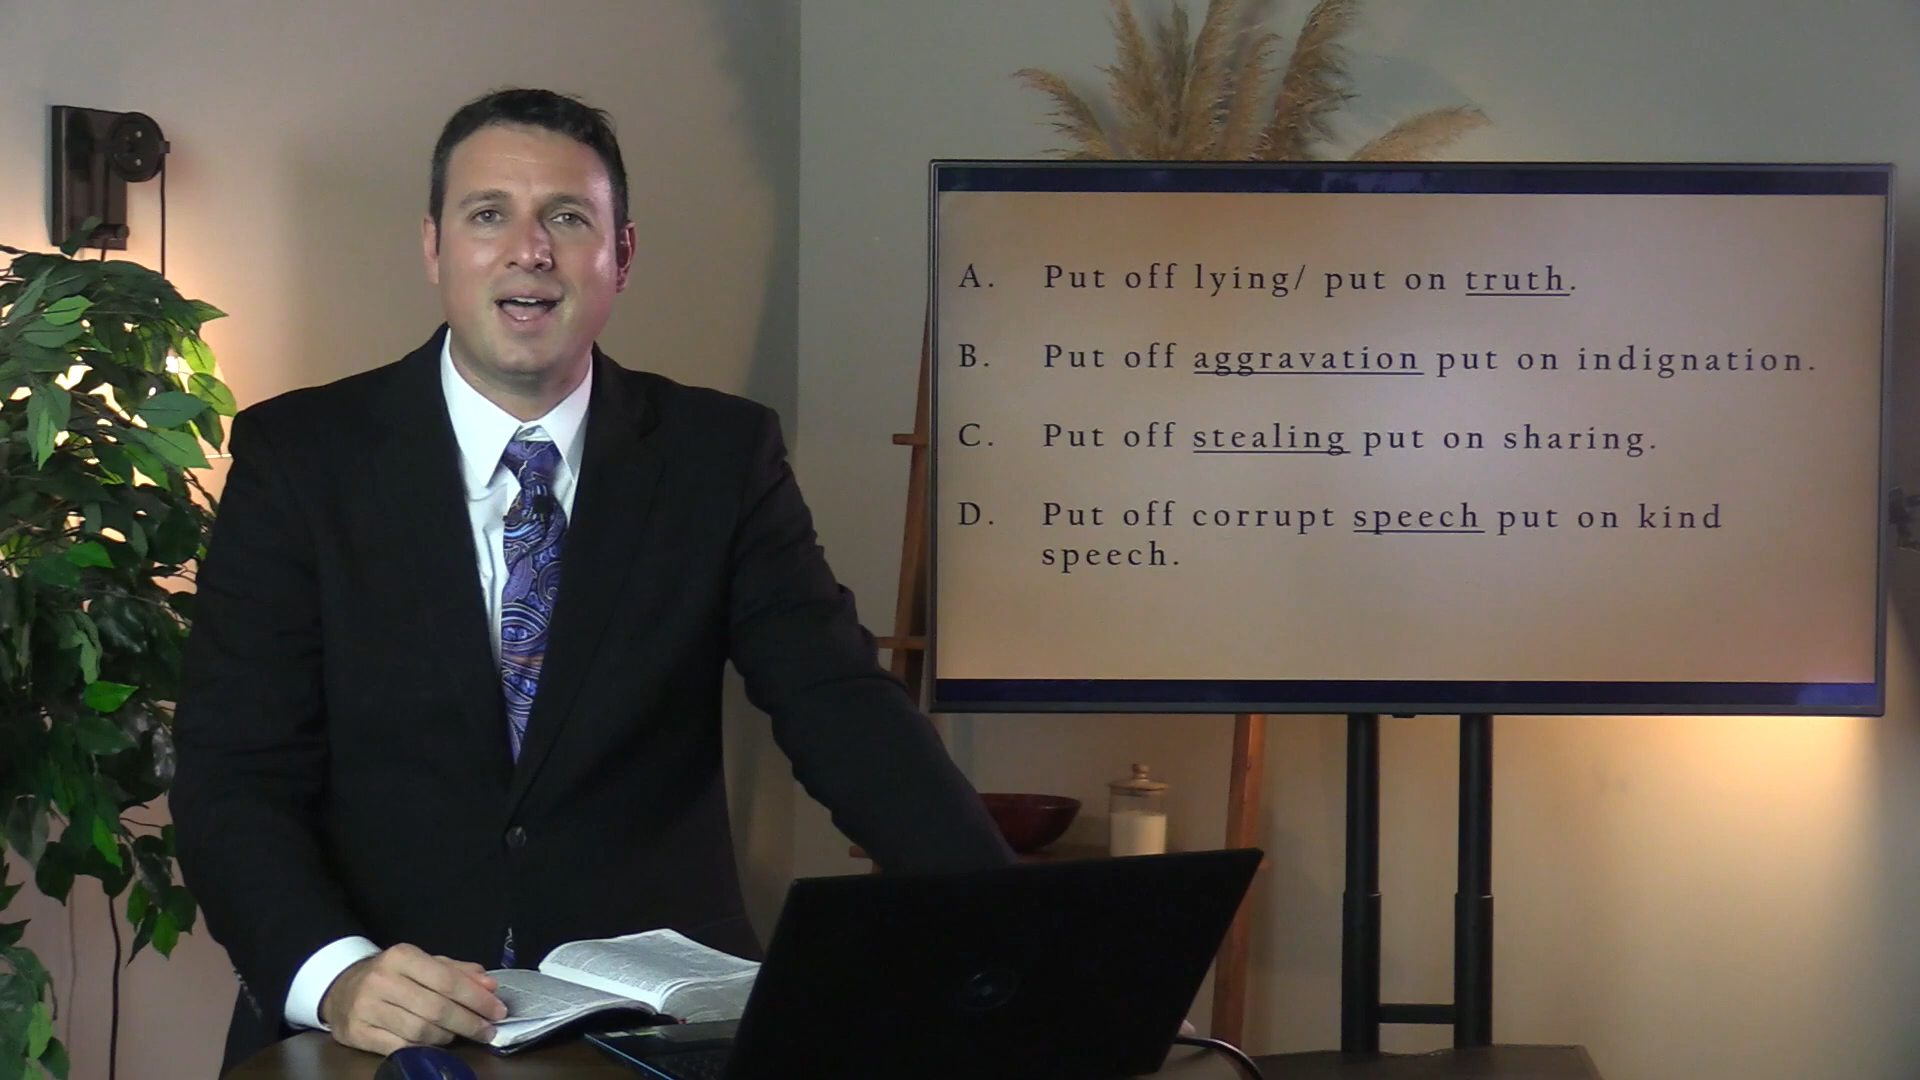 A. Put off lying/ put on truth.
B. Put off aggravation put on indignation.
C. Put off stealing put on sharing.
D. Put off corrupt speech put on kind
speech.